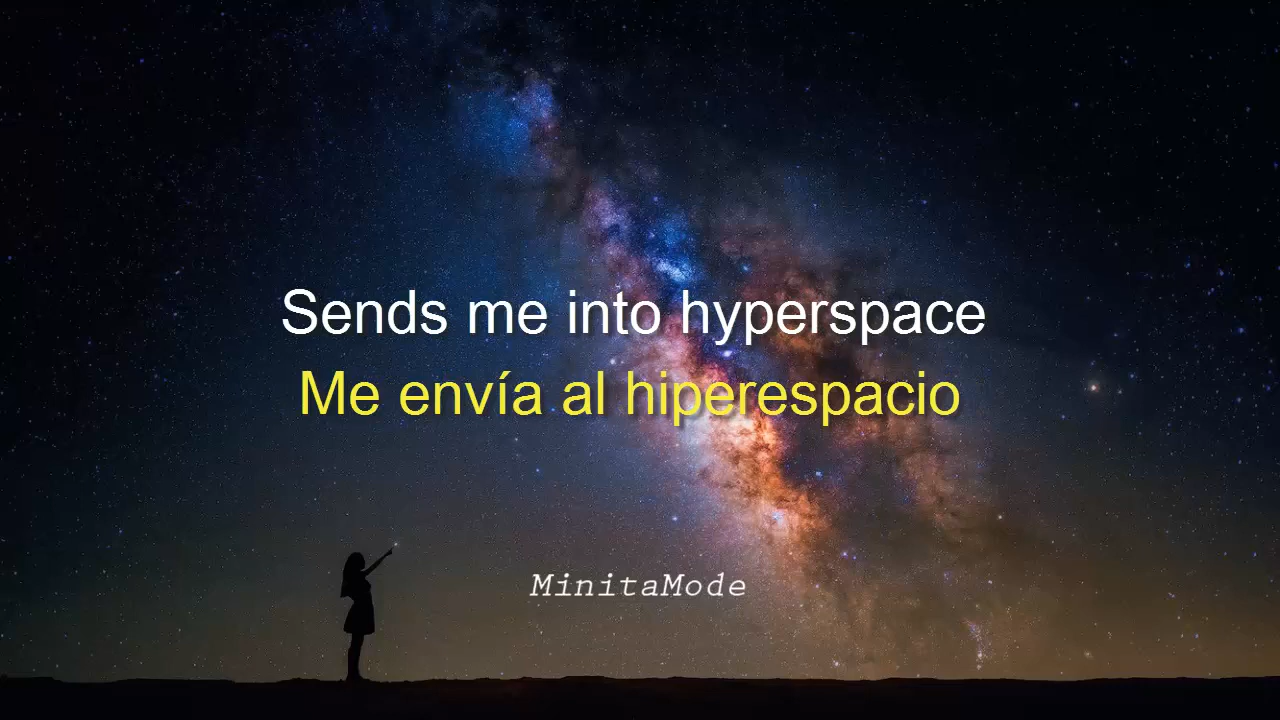 Sends me into hyperspace
Me envía al hiperespacio
MinitaMode